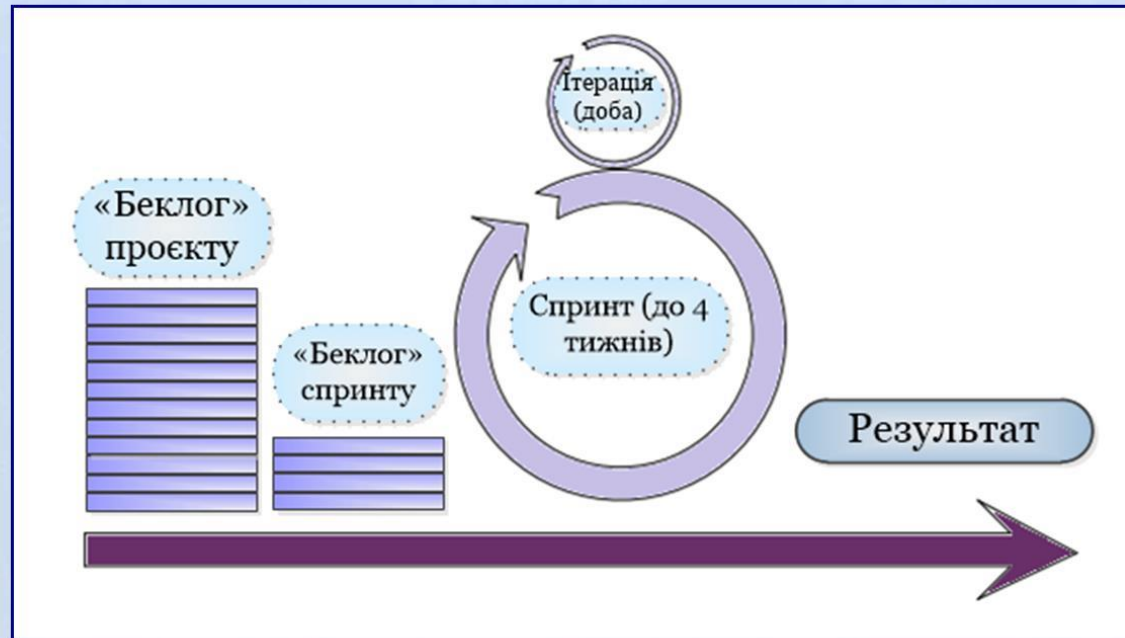 Ітерація
(доба)
«Беклог»
проєкту
Спринт (до 4
тижнів)
«Беклог»
спринту
Результат